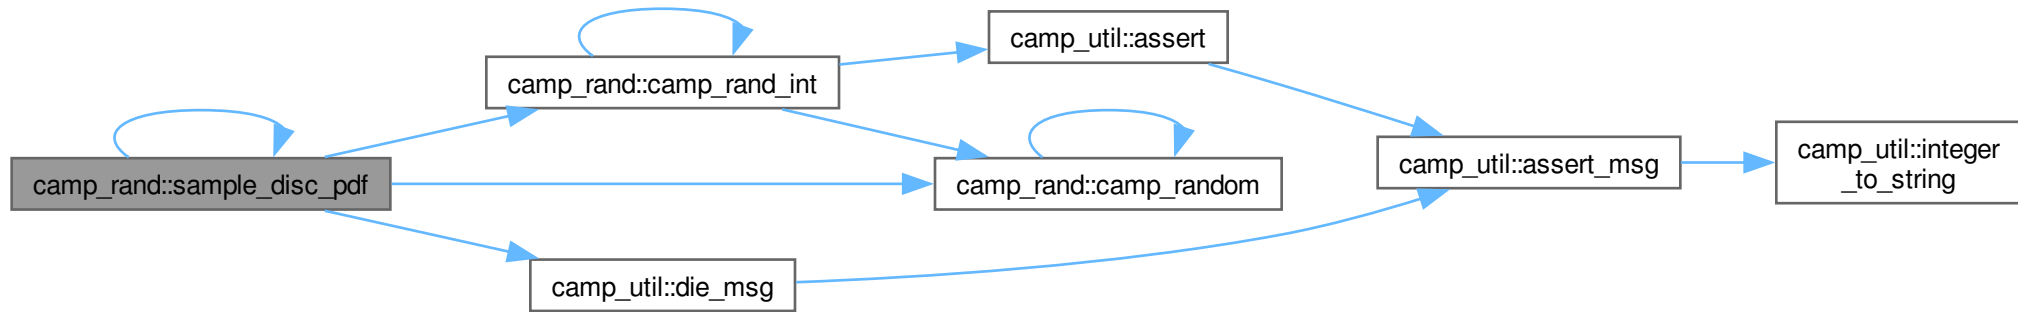 camp_rand::sample_disc_pdf
camp_rand::camp_rand_int
camp_util::assert
camp_rand::camp_random
camp_util::die_msg
camp_util::assert_msg
camp_util::integer
_to_string